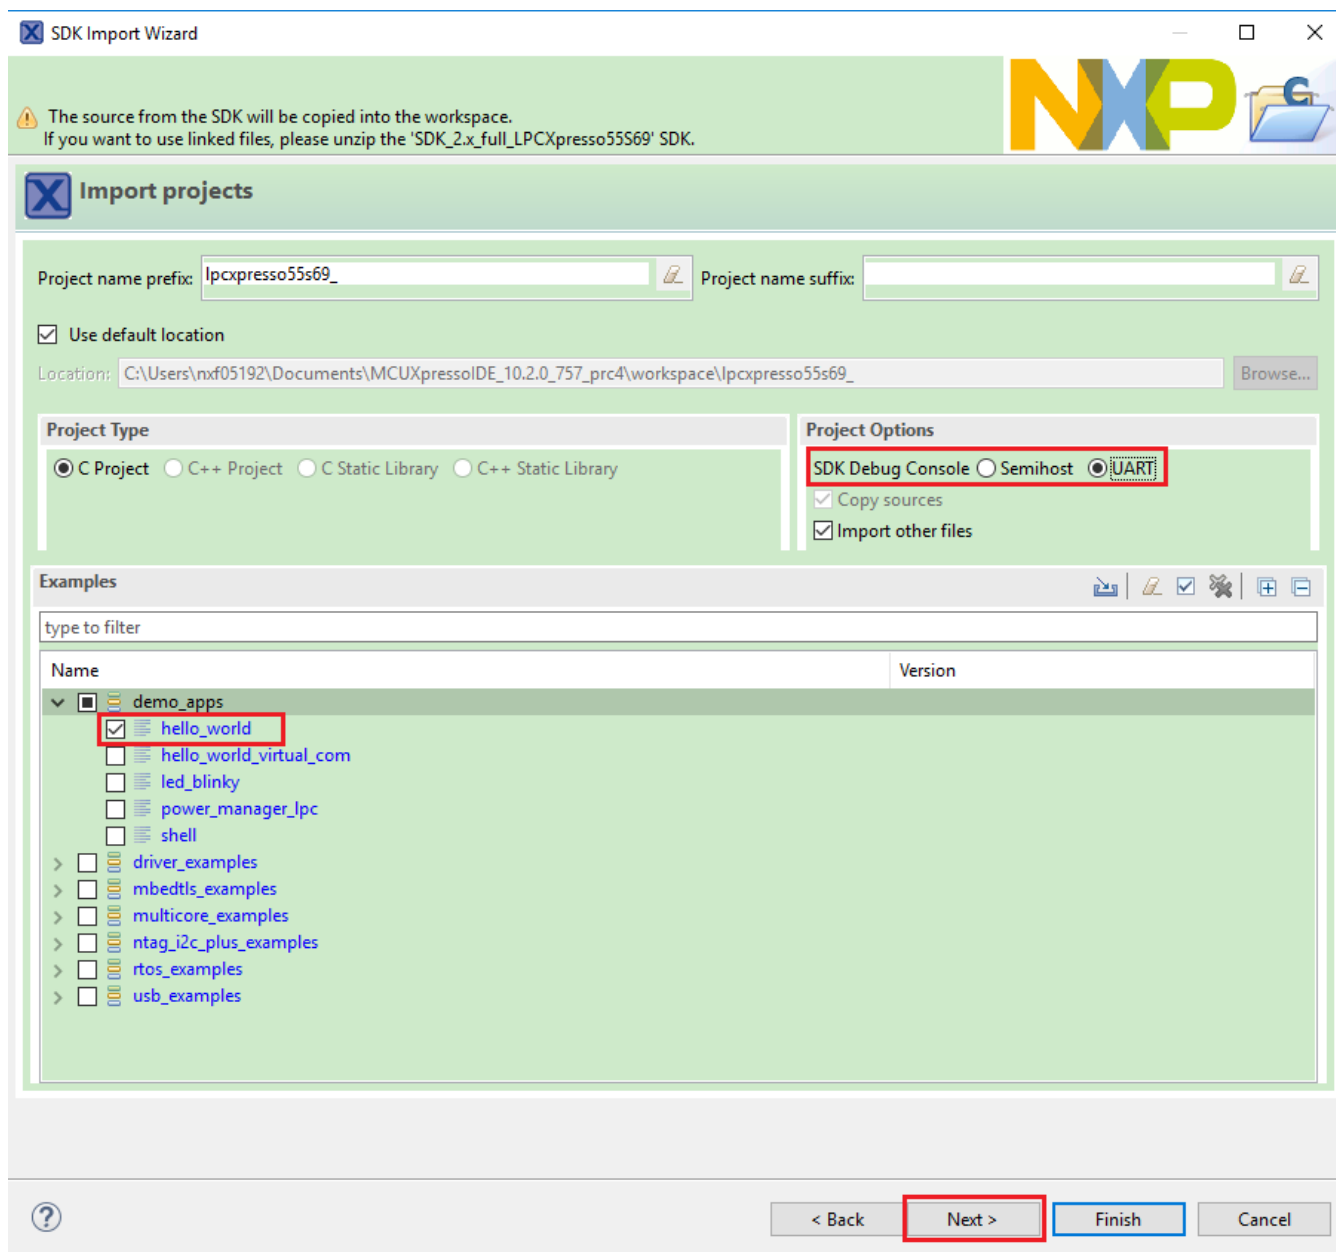 SDK Import Wizard
The source from the SDK will be copied into the workspace.
If you want to use linked files, please unzip the 'SDK_2.x_full_LPCXpresso55S69' SDK.
NXP
C
X
Import projects
Project name prefix: lpcxpresso55s69_ Project name suffix:
Use default location
Location: C:\Users\nxf05192\Documents\MCUXpressoIDE_10.2.0_757_prc4\workspace\lpcxpresso55s69_ Browse...
Project Type Project Options
C Project C++ Project C Static Library C++ Static Library SDK Debug Console Semihost UART
Copy sources
Import other files
Examples
type to filter
Name Version
demo_apps
hello_world
hello_world_virtual_com
led_blinky
power_manager_lpc
shell
driver_examples
mbedtls_examples
multicore_examples
ntag_i2c_plus_examples
rtos_examples
usb_examples
? < Back Next > Finish Cancel